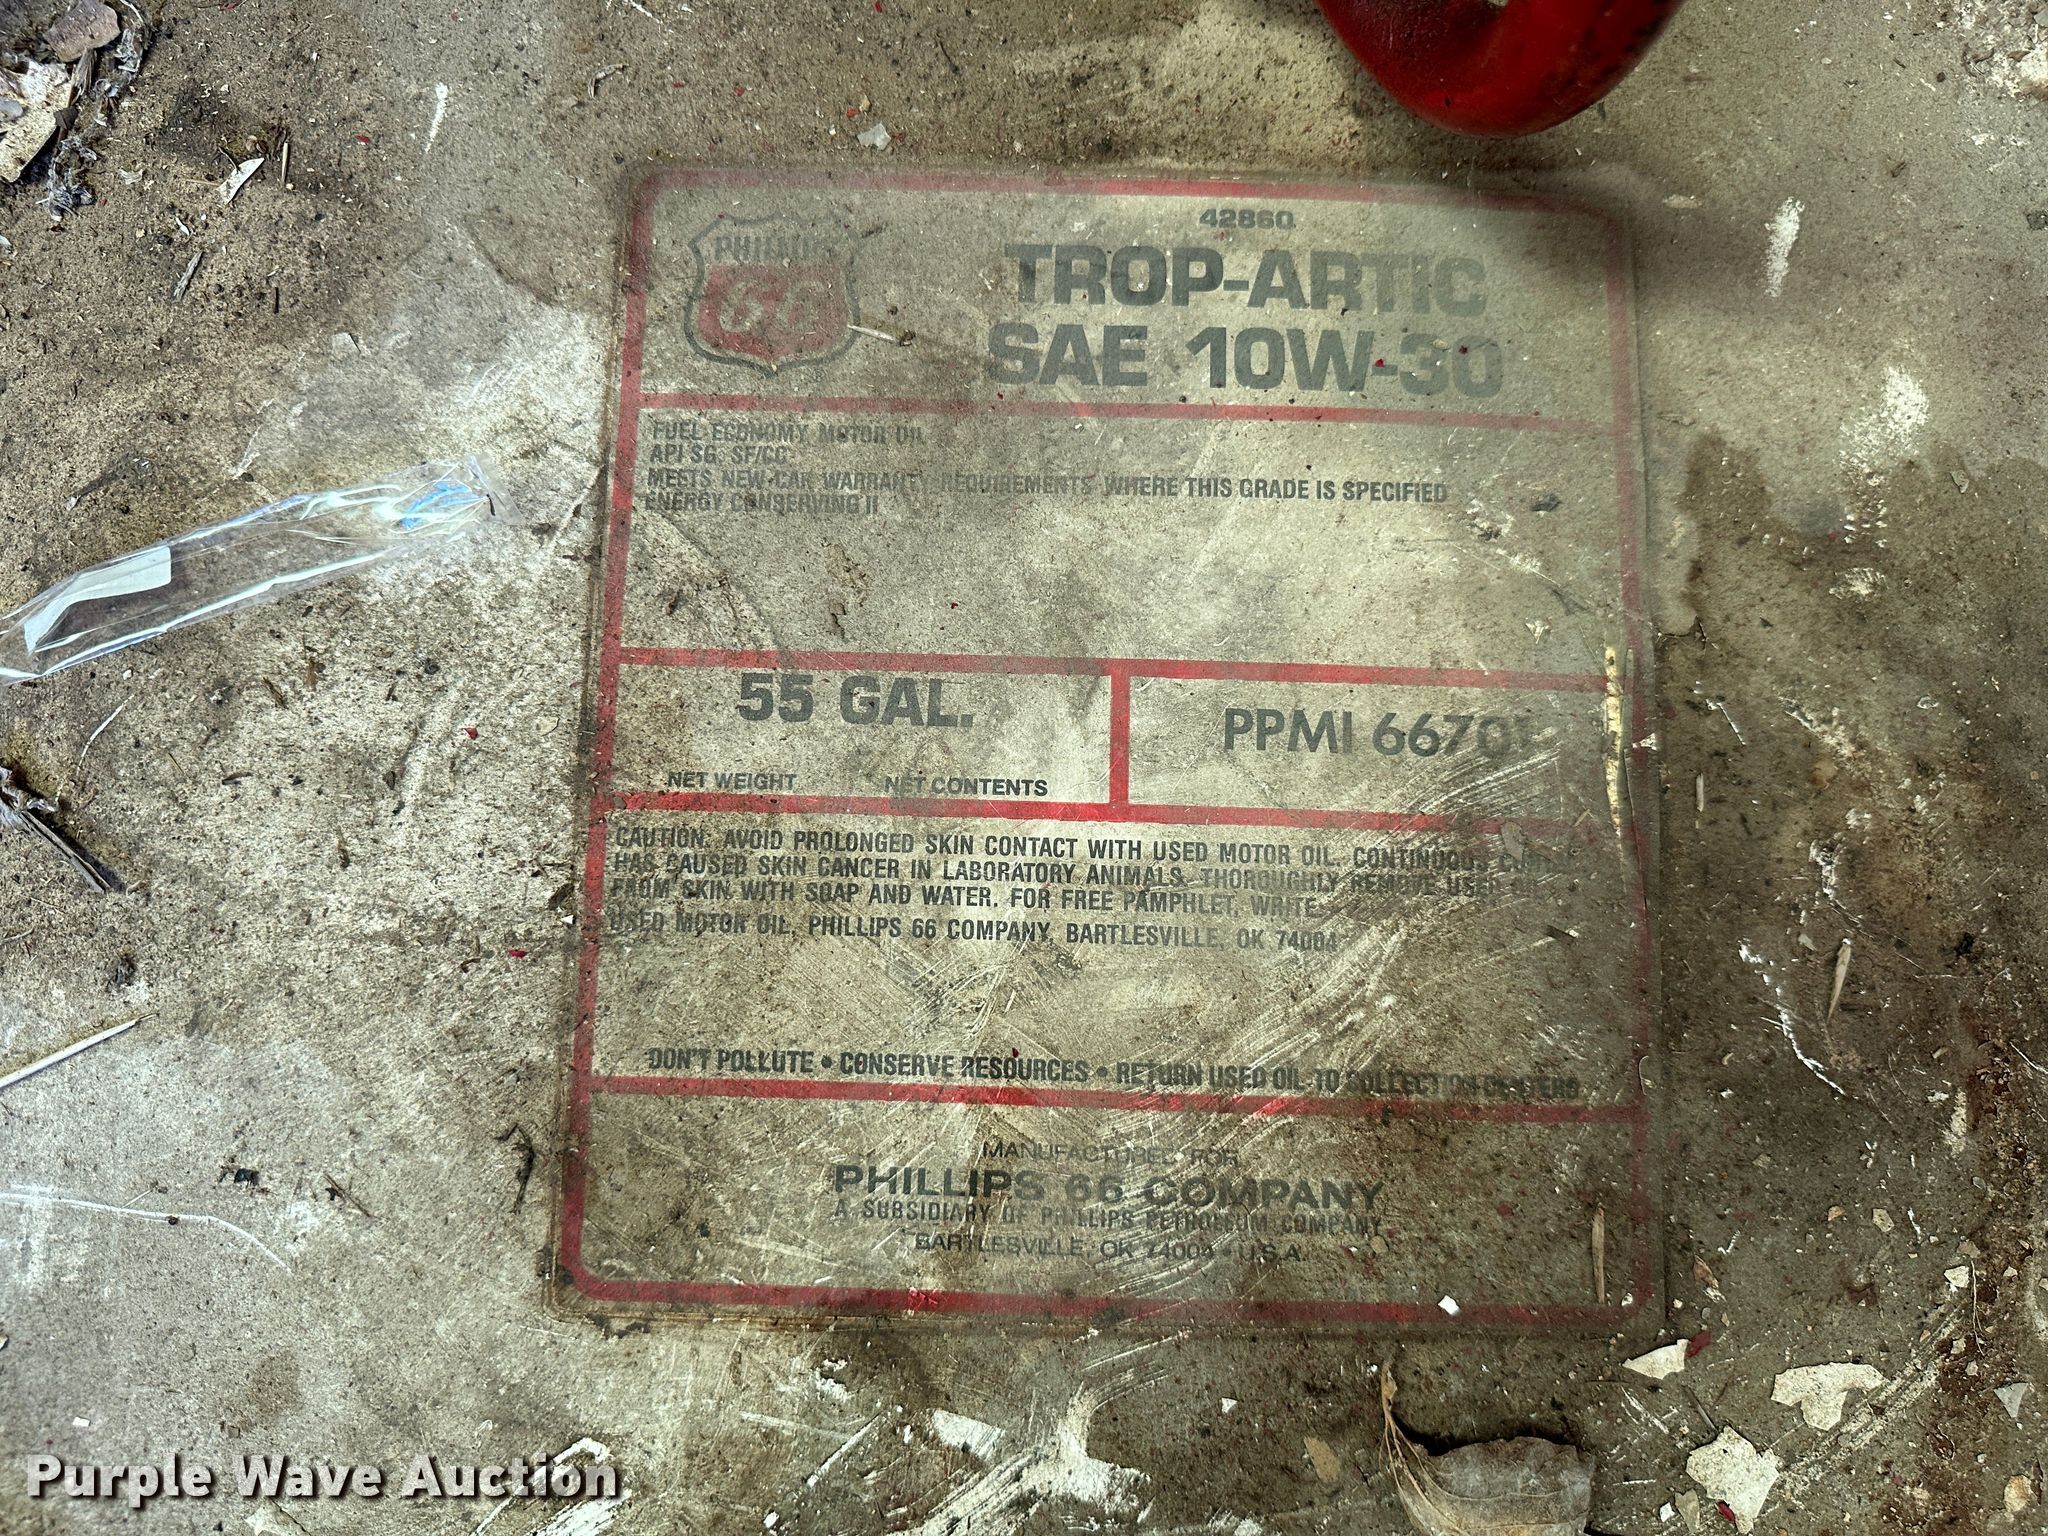 42860
PHILLIPS
66
TROP-ARTIC
SAE 10W-30
FUEL ECONOMY MOTOR OIL
API SG, SF/CC
MEETS NEW-CAR WARRANTY REQUIREMENTS WHERE THIS GRADE IS SPECIFIED
ENERGY CONSERVING II
55 GAL.
NET WEIGHT NET CONTENTS
PPMI 66701
CAUTION. AVOID PROLONGED SKIN CONTACT WITH USED MOTOR OIL. CONTINUOUS CONTACT
HAS CAUSED SKIN CANCER IN LABORATORY ANIMALS. THOROUGHLY REMOVE USED OIL
FROM SKIN WITH SOAP AND WATER. FOR FREE PAMPHLET, WRITE:
USED MOTOR OIL, PHILLIPS 66 COMPANY, BARTLESVILLE, OK 74004
DON'T POLLUTE • CONSERVE RESOURCES • RETURN USED OIL TO COLLECTION CENTERS
MANUFACTURED FOR
PHILLIPS 66 COMPANY
A SUBSIDIARY OF PHILLIPS PETROLEUM COMPANY
BARTLESVILLE, OK 74004 • U.S.A.
Purple Wave Auction